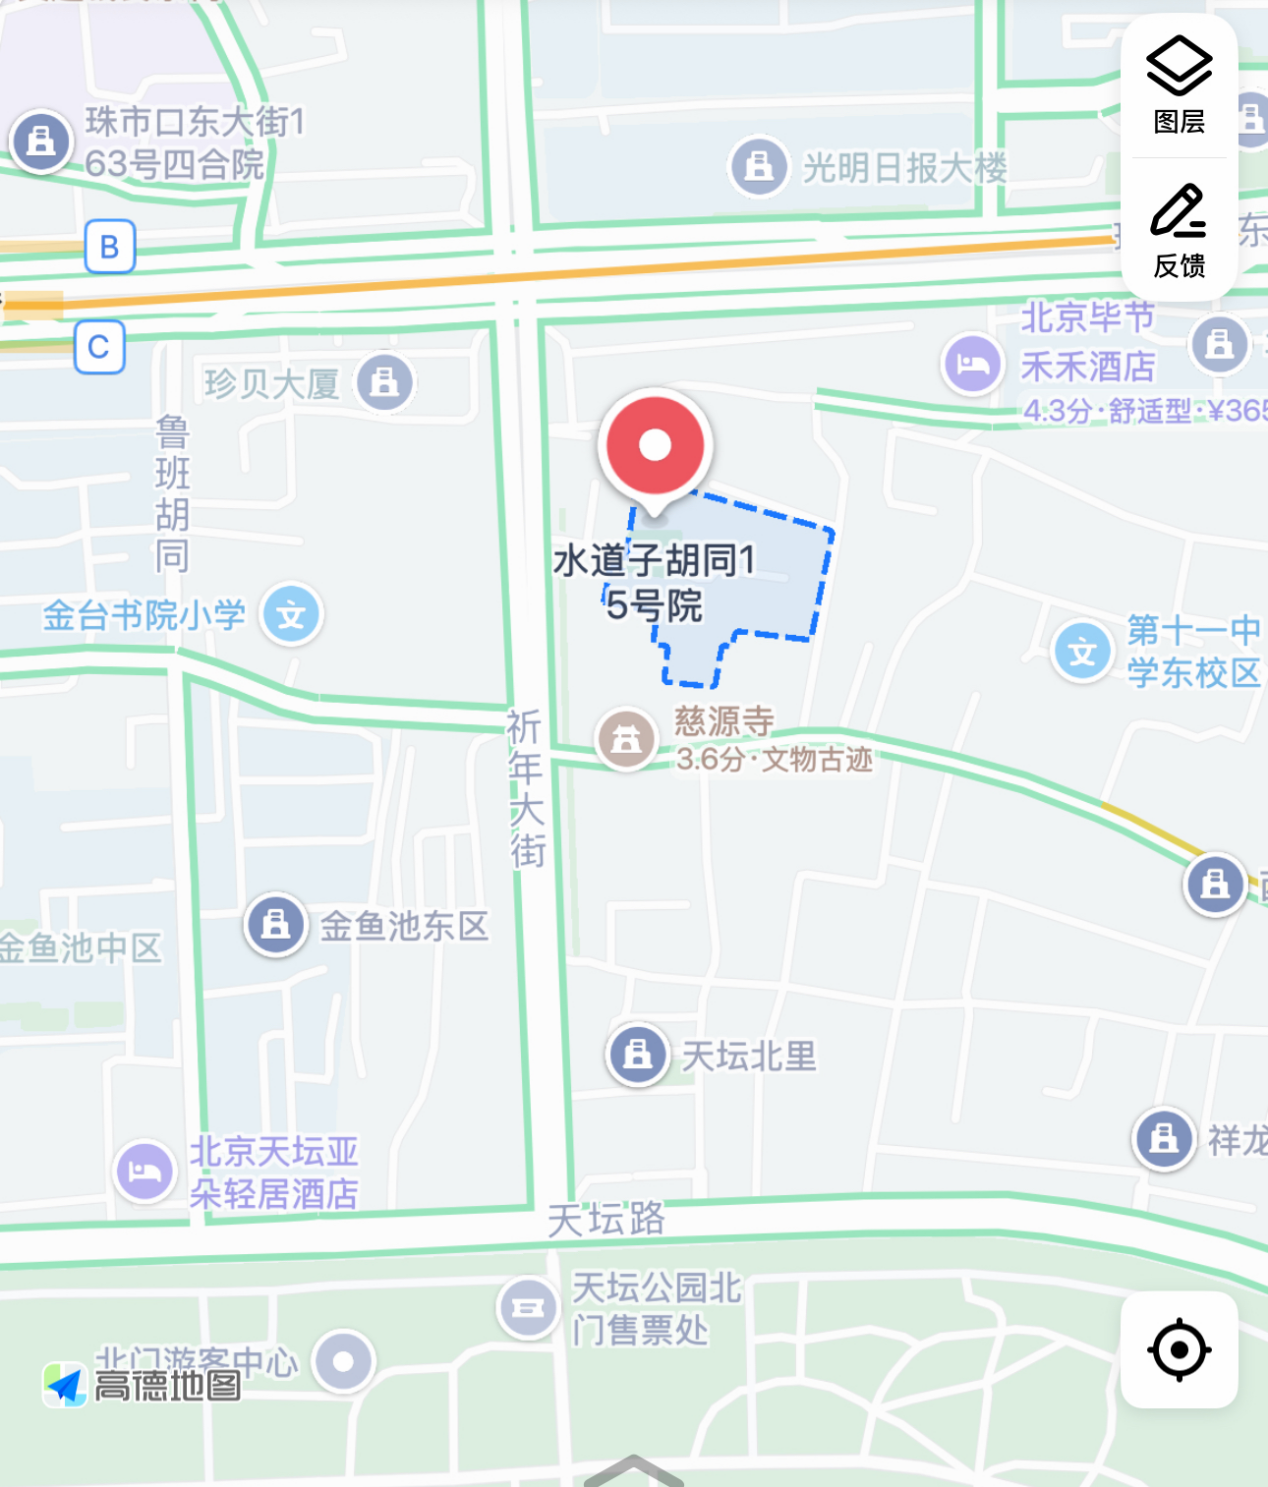 珠市口东大街1
63号四合院
图层
光明日报大楼
反馈
B
东
C
北京毕节
禾禾酒店
4.3分·舒适型·¥365
珍贝大厦
鲁班胡同
水道子胡同1
5号院
金台书院小学
第十一中
学东校区
祈年大街
慈源寺
3.6分·文物古迹
金鱼池东区
金鱼池中区
天坛北里
祥龙
北京天坛亚
朵轻居酒店
天坛路
天坛公园北
门售票处
北门游客中心
高德地图